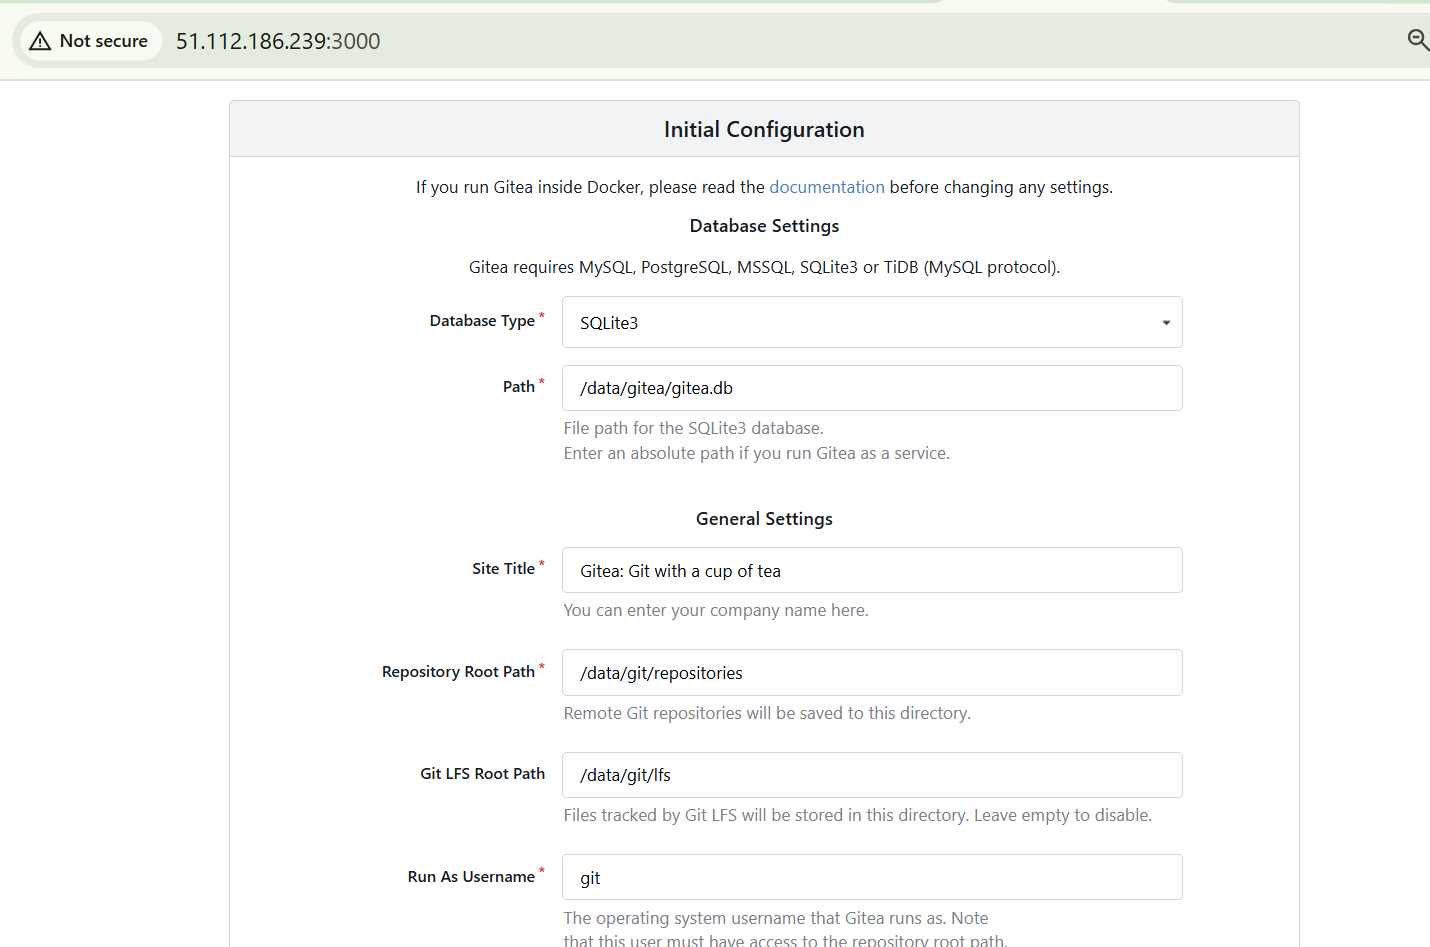 Not secure 51.112.186.239:3000
Initial Configuration
If you run Gitea inside Docker, please read the documentation before changing any settings.
Database Settings
Gitea requires MySQL, PostgreSQL, MSSQL, SQLite3 or TiDB (MySQL protocol).
Database Type * SQLite3
Path * /data/gitea/gitea.db
File path for the SQLite3 database.
Enter an absolute path if you run Gitea as a service.
General Settings
Site Title * Gitea: Git with a cup of tea
You can enter your company name here.
Repository Root Path * /data/git/repositories
Remote Git repositories will be saved to this directory.
Git LFS Root Path /data/git/lfs
Files tracked by Git LFS will be stored in this directory. Leave empty to disable.
Run As Username * git
The operating system username that Gitea runs as. Note
that this user must have access to the repository root path.